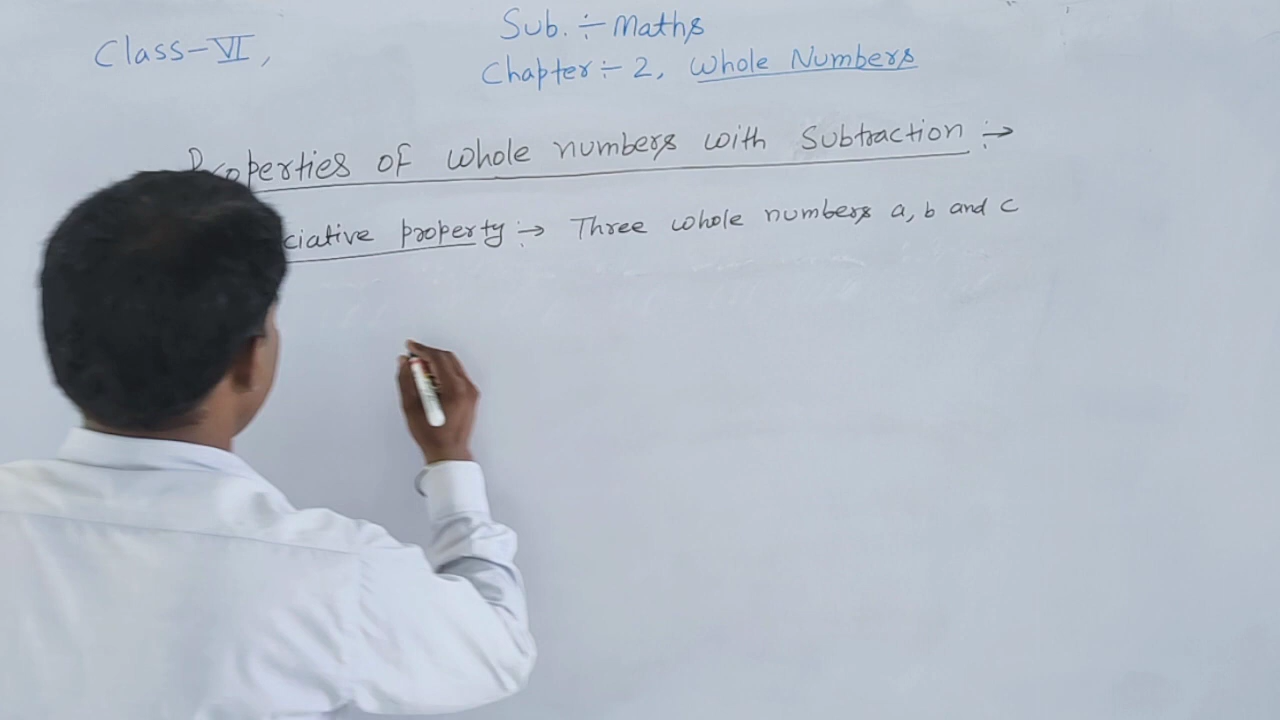 Class-VI,
Sub. :- Maths
Chapter :- 2, Whole Numbers
Properties of whole numbers with Subtraction :→
ciative property :→ Three whole numbers a, b and c